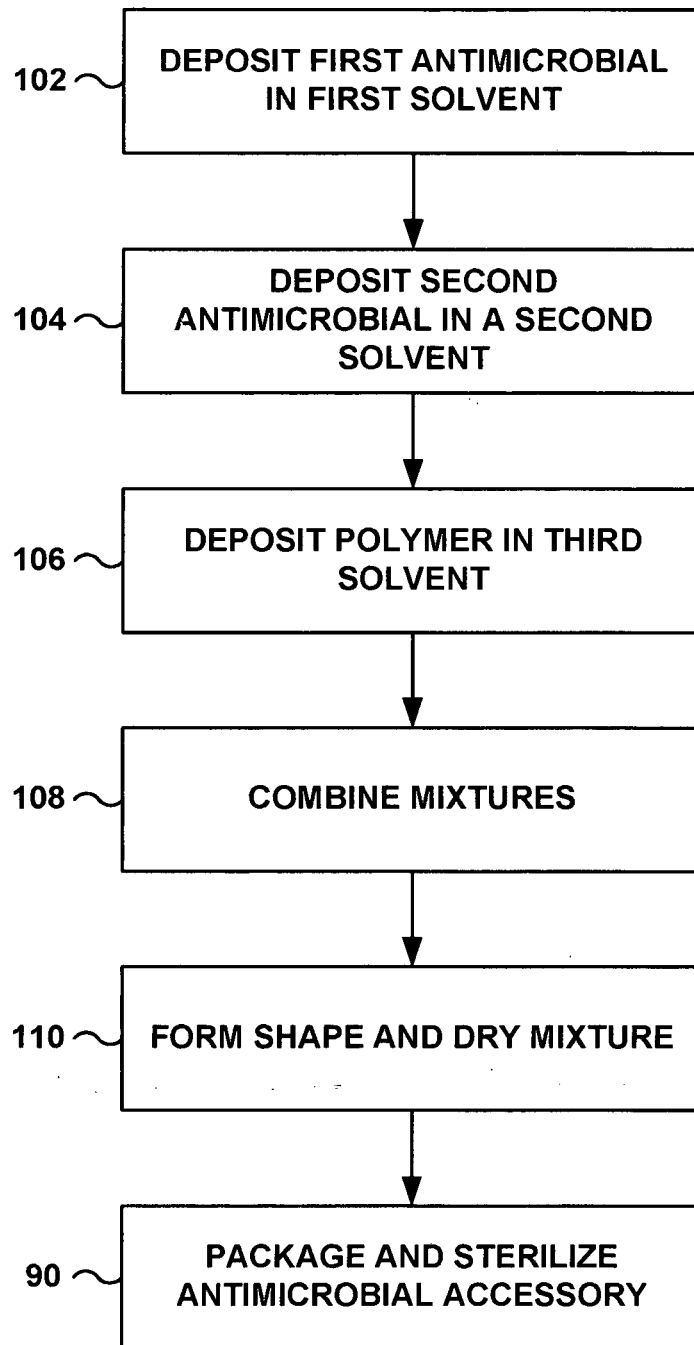 102
DEPOSIT FIRST ANTIMICROBIAL
IN FIRST SOLVENT
104
DEPOSIT SECOND
ANTIMICROBIAL IN A SECOND
SOLVENT
106
DEPOSIT POLYMER IN THIRD
SOLVENT
108
COMBINE MIXTURES
110
FORM SHAPE AND DRY MIXTURE
90
PACKAGE AND STERILIZE
ANTIMICROBIAL ACCESSORY